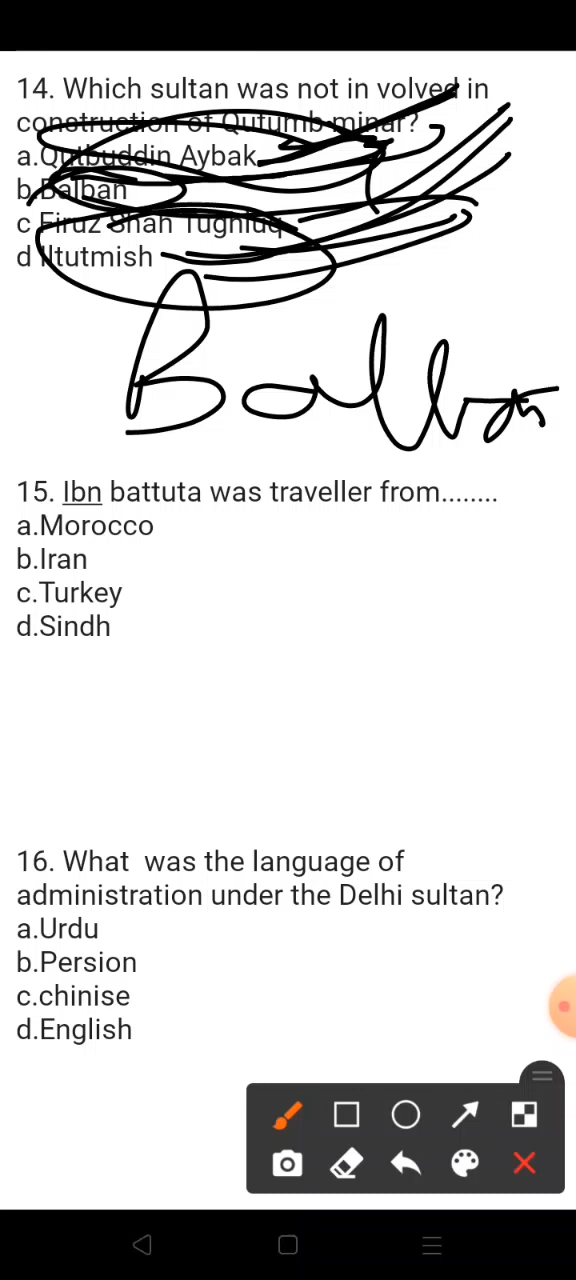 14. Which sultan was not in volved in
construction of Qutumb minar?
a.Qutbuddin Aybak
b.Balban
c Firuz Shah Tughluq
d Iltutmish
Balban
15. Ibn battuta was traveller from........
a.Morocco
b.Iran
c.Turkey
d.Sindh
16. What  was the language of
administration under the Delhi sultan?
a.Urdu
b.Persion
c.chinise
d.English